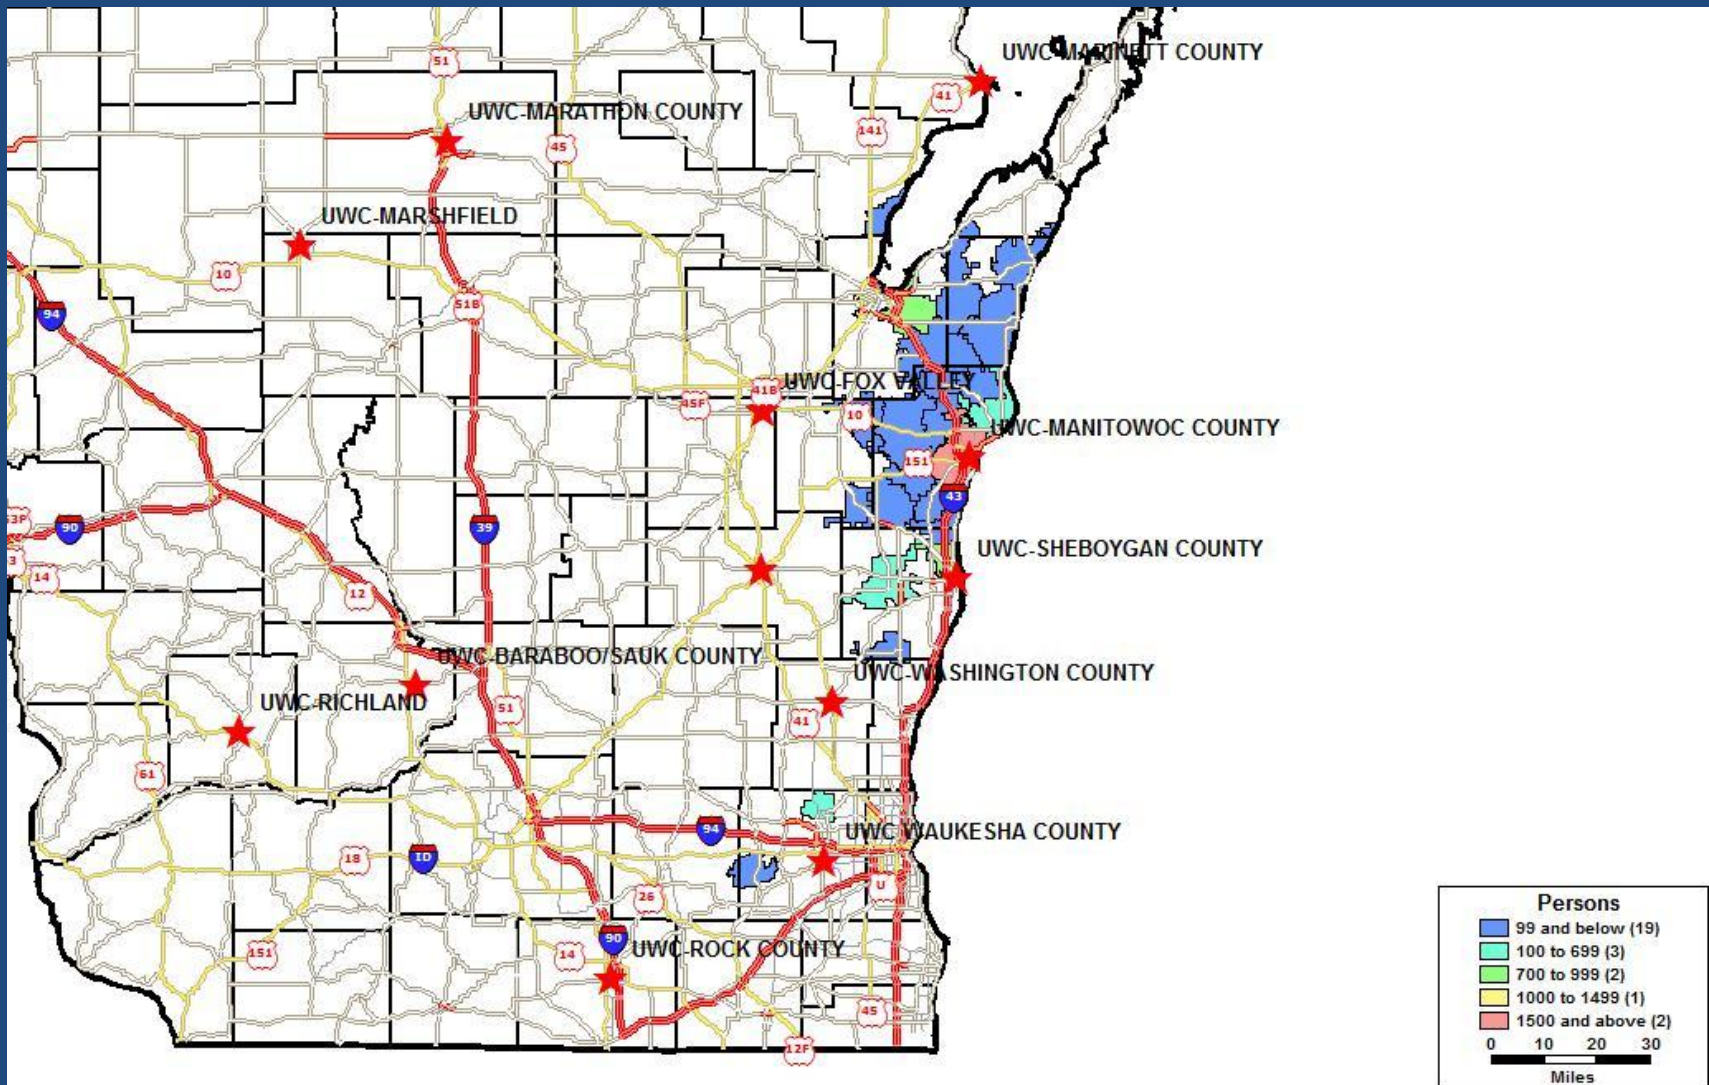 UWC-MARINETT COUNTY
51
41
UWC-MARATHON COUNTY
141
45
UWC-MARSHFIELD
10
94
51B
UWC-FOX VALLEY
41B
45F
10
UWC-MANITOWOC COUNTY
151
43
53P
90
39
UWC-SHEBOYGAN COUNTY
3
14
12
UWC-BARABOO/SAUK COUNTY
UWC-WASHINGTON COUNTY
UWC-RICHLAND
51
41
61
94
UWC WAUKESHA COUNTY
18
ID
U
26
90
UWC-ROCK COUNTY
151
14
45
12F
Persons
99 and below (19)
100 to 699 (3)
700 to 999 (2)
1000 to 1499 (1)
1500 and above (2)
0 10 20 30
Miles